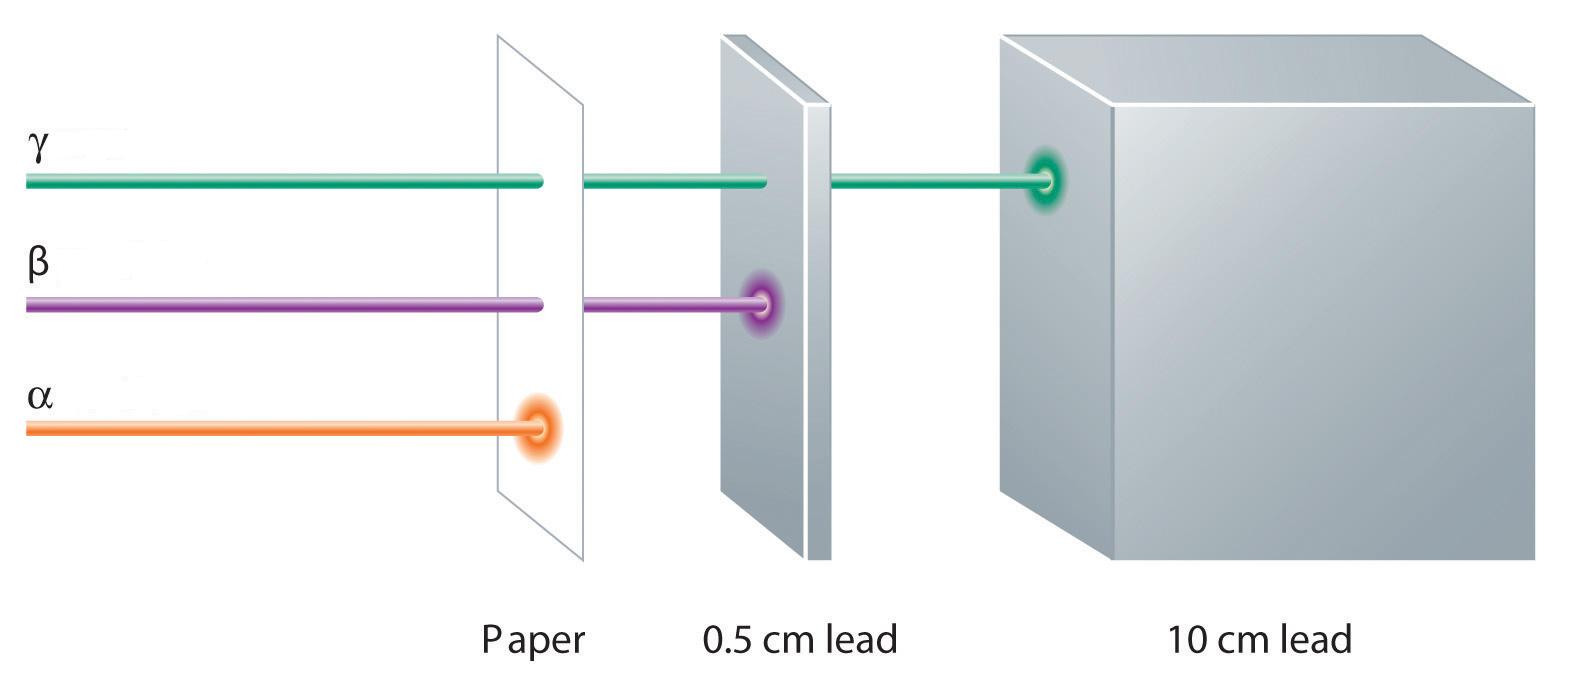 γ
β
α
Paper
0.5 cm lead
10 cm lead